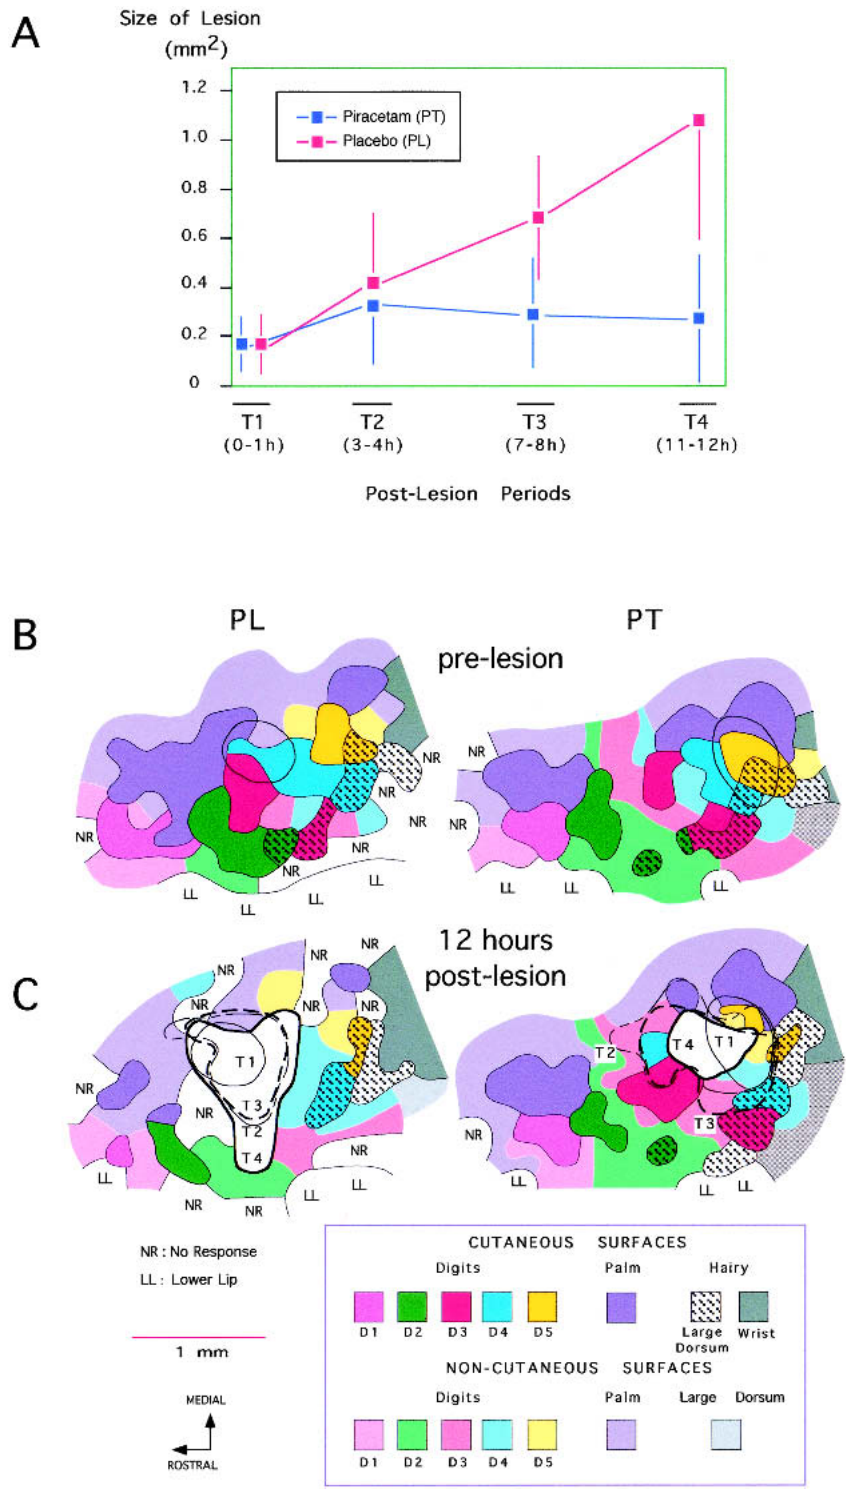 A
Size of Lesion
(mm2)
1.2
1.0
0.8
0.6
0.4
0.2
0
Piracetam (PT)
Placebo (PL)
T1 T2 T3 T4
(0-1h) (3-4h) (7-8h) (11-12h)
Post-Lesion Periods
B
PL PT
pre-lesion
NR
NR
NR
NR
NR
NR
NR
LL
LL
LL
LL
NR
NR
LL
LL
LL
12 hours
post-lesion
C
NR
NR
NR
NR
NR
NR
NR
NR
NR
NR
NR
T1
T3
T2
T4
LL
LL
LL
T2
T4
T1
T3
NR
LL
LL
LL
NR : No Response
LL : Lower Lip
1 mm
MEDIAL
ROSTRAL
CUTANEOUS SURFACES
Digits Palm Hairy
D1 D2 D3 D4 D5
Large Wrist
Dorsum
NON-CUTANEOUS SURFACES
Digits Palm Large Dorsum
D1 D2 D3 D4 D5